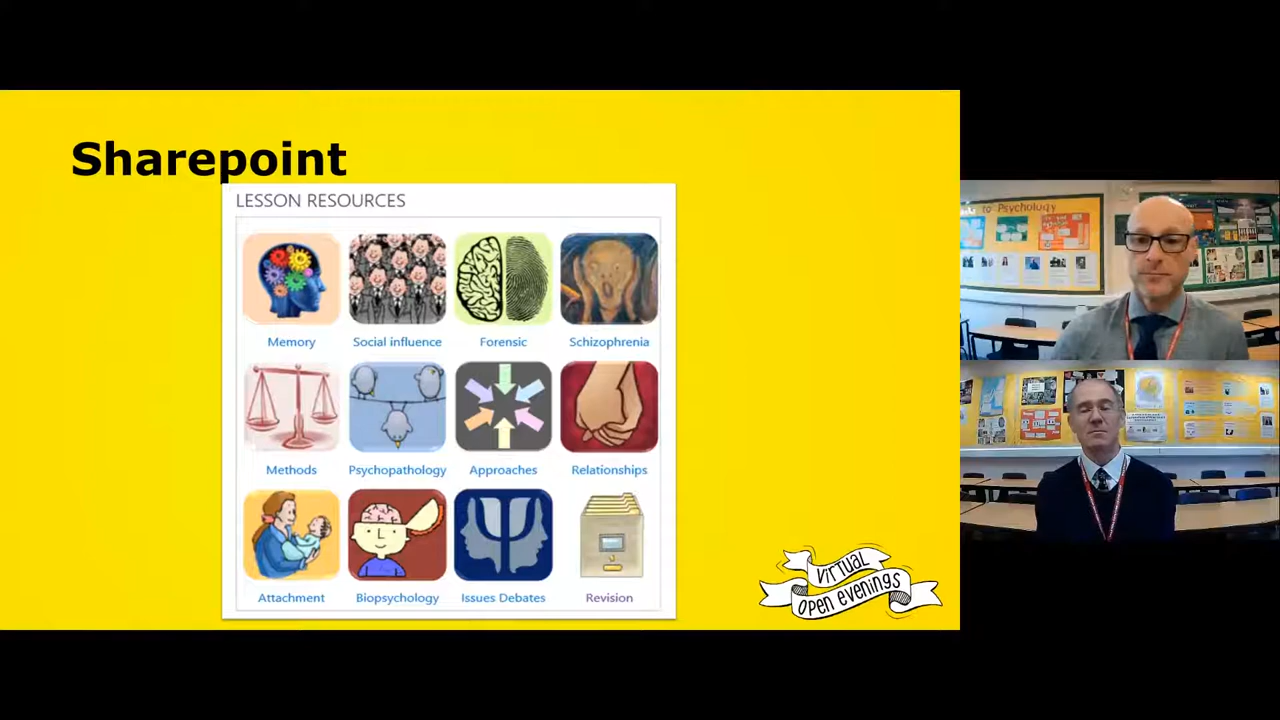 Sharepoint
LESSON RESOURCES
Memory
Social influence
Forensic
Schizophrenia
Methods
Psychopathology
Approaches
Relationships
Attachment
Biopsychology
Issues Debates
Revision
VIRTUAL
OPEN EVENINGS
to Psychology